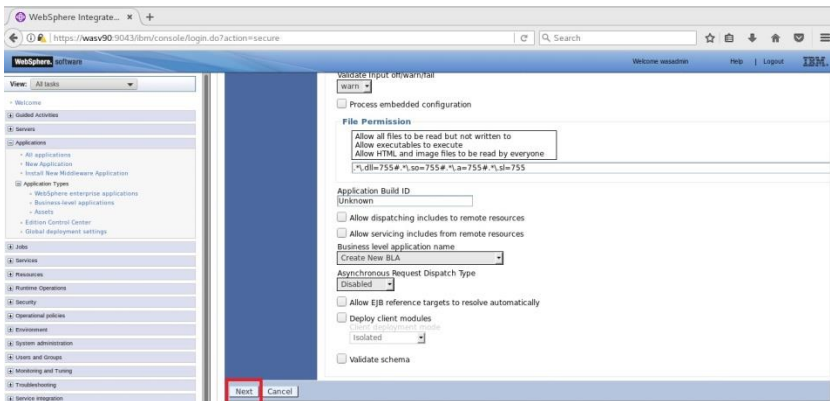 WebSphere Integrate... × +
https://wasv90:9043/ibm/console/login.do?action=secure
Search
WebSphere. software
Welcome wasadmin Help | Logout IBM.
View: All tasks
Welcome
Guided Activities
Servers
Applications
All applications
New Application
Install New Middleware Application
Application Types
WebSphere enterprise applications
Business-level applications
Assets
Edition Control Center
Global deployment settings
Jobs
Services
Resources
Runtime Operations
Security
Operational policies
Environment
System administration
Users and Groups
Monitoring and Tuning
Troubleshooting
Service integration
Validate Input off/warn/fail
warn
Process embedded configuration
File Permission
Allow all files to be read but not written to
Allow executables to execute
Allow HTML and image files to be read by everyone
.*\.dll=755#.*\.so=755#.*\.a=755#.*\.sl=755
Application Build ID
Unknown
Allow dispatching includes to remote resources
Allow servicing includes from remote resources
Business level application name
Create New BLA
Asynchronous Request Dispatch Type
Disabled
Allow EJB reference targets to resolve automatically
Deploy client modules
Client deployment mode
Isolated
Validate schema
Next Cancel